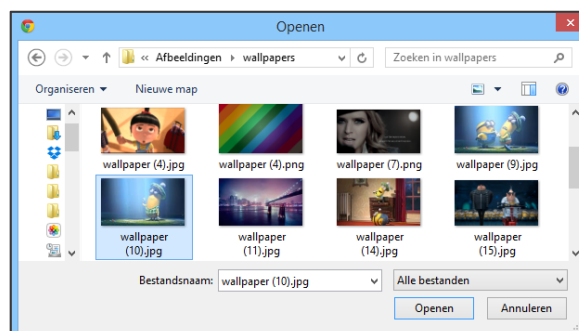 Openen
« Afbeeldingen ▸ wallpapers
Zoeken in wallpapers
Organiseren
Nieuwe map
wallpaper (4).jpg
wallpaper (4).png
wallpaper (7).png
wallpaper (9).jpg
wallpaper
(10).jpg
wallpaper
(11).jpg
wallpaper
(14).jpg
wallpaper
(15).jpg
Bestandsnaam: wallpaper (10).jpg
Alle bestanden
Openen
Annuleren